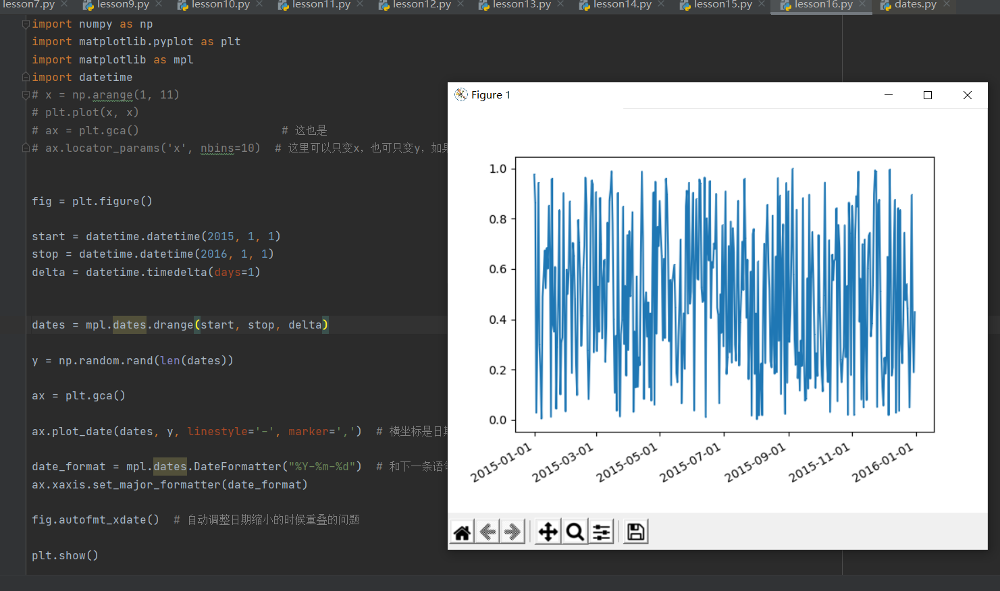 lesson7.py lesson9.py lesson10.py lesson11.py lesson12.py lesson13.py lesson14.py lesson15.py lesson16.py dates.py
import numpy as np
import matplotlib.pyplot as plt
import matplotlib as mpl
import datetime
# x = np.arange(1, 11)
# plt.plot(x, x)
# ax = plt.gca() # 这也是
# ax.locator_params('x', nbins=10) # 这里可以只变x，也可只变y，如果
fig = plt.figure()
start = datetime.datetime(2015, 1, 1)
stop = datetime.datetime(2016, 1, 1)
delta = datetime.timedelta(days=1)
dates = mpl.dates.drange(start, stop, delta)
y = np.random.rand(len(dates))
ax = plt.gca()
ax.plot_date(dates, y, linestyle='-', marker=',') # 横坐标是日期
date_format = mpl.dates.DateFormatter("%Y-%m-%d") # 和下一条语句
ax.xaxis.set_major_formatter(date_format)
fig.autofmt_xdate() # 自动调整日期缩小的时候重叠的问题
plt.show()
Figure 1
1.0
0.8
0.6
0.4
0.2
0.0
2015-01-01 2015-03-01 2015-05-01 2015-07-01 2015-09-01 2015-11-01 2016-01-01